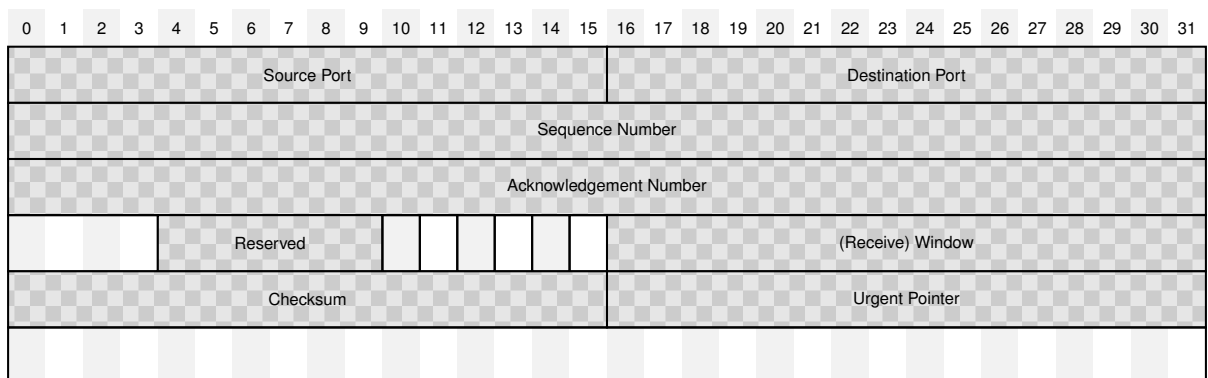 0 1 2 3 4 5 6 7 8 9 10 11 12 13 14 15 16 17 18 19 20 21 22 23 24 25 26 27 28 29 30 31
Source Port Destination Port
Sequence Number
Acknowledgement Number
Reserved (Receive) Window
Checksum Urgent Pointer